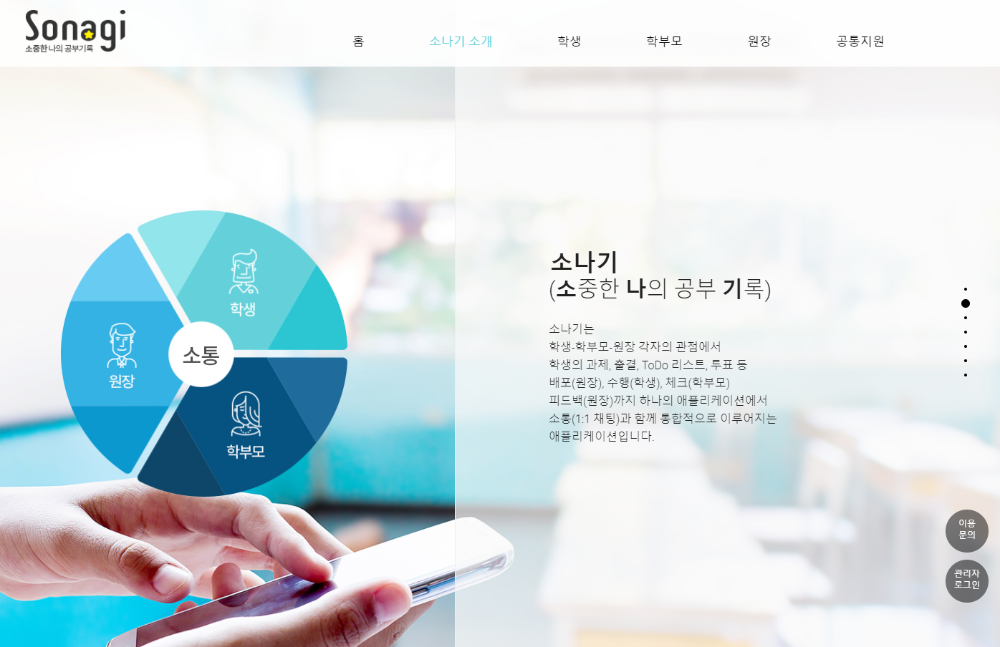 Sonagi
소중한 나의 공부기록
홈
소나기 소개
학생
학부모
원장
공통지원
학생
원장
소통
학부모
소나기
(소중한 나의 공부 기록)
소나기는
학생-학부모-원장 각자의 관점에서
학생의 과제, 출결, ToDo 리스트, 투표 등
배포(원장), 수행(학생), 체크(학부모)
피드백(원장)까지 하나의 애플리케이션에서
소통(1:1 채팅)과 함께 통합적으로 이루어지는
애플리케이션입니다.
이용
문의
관리자
로그인